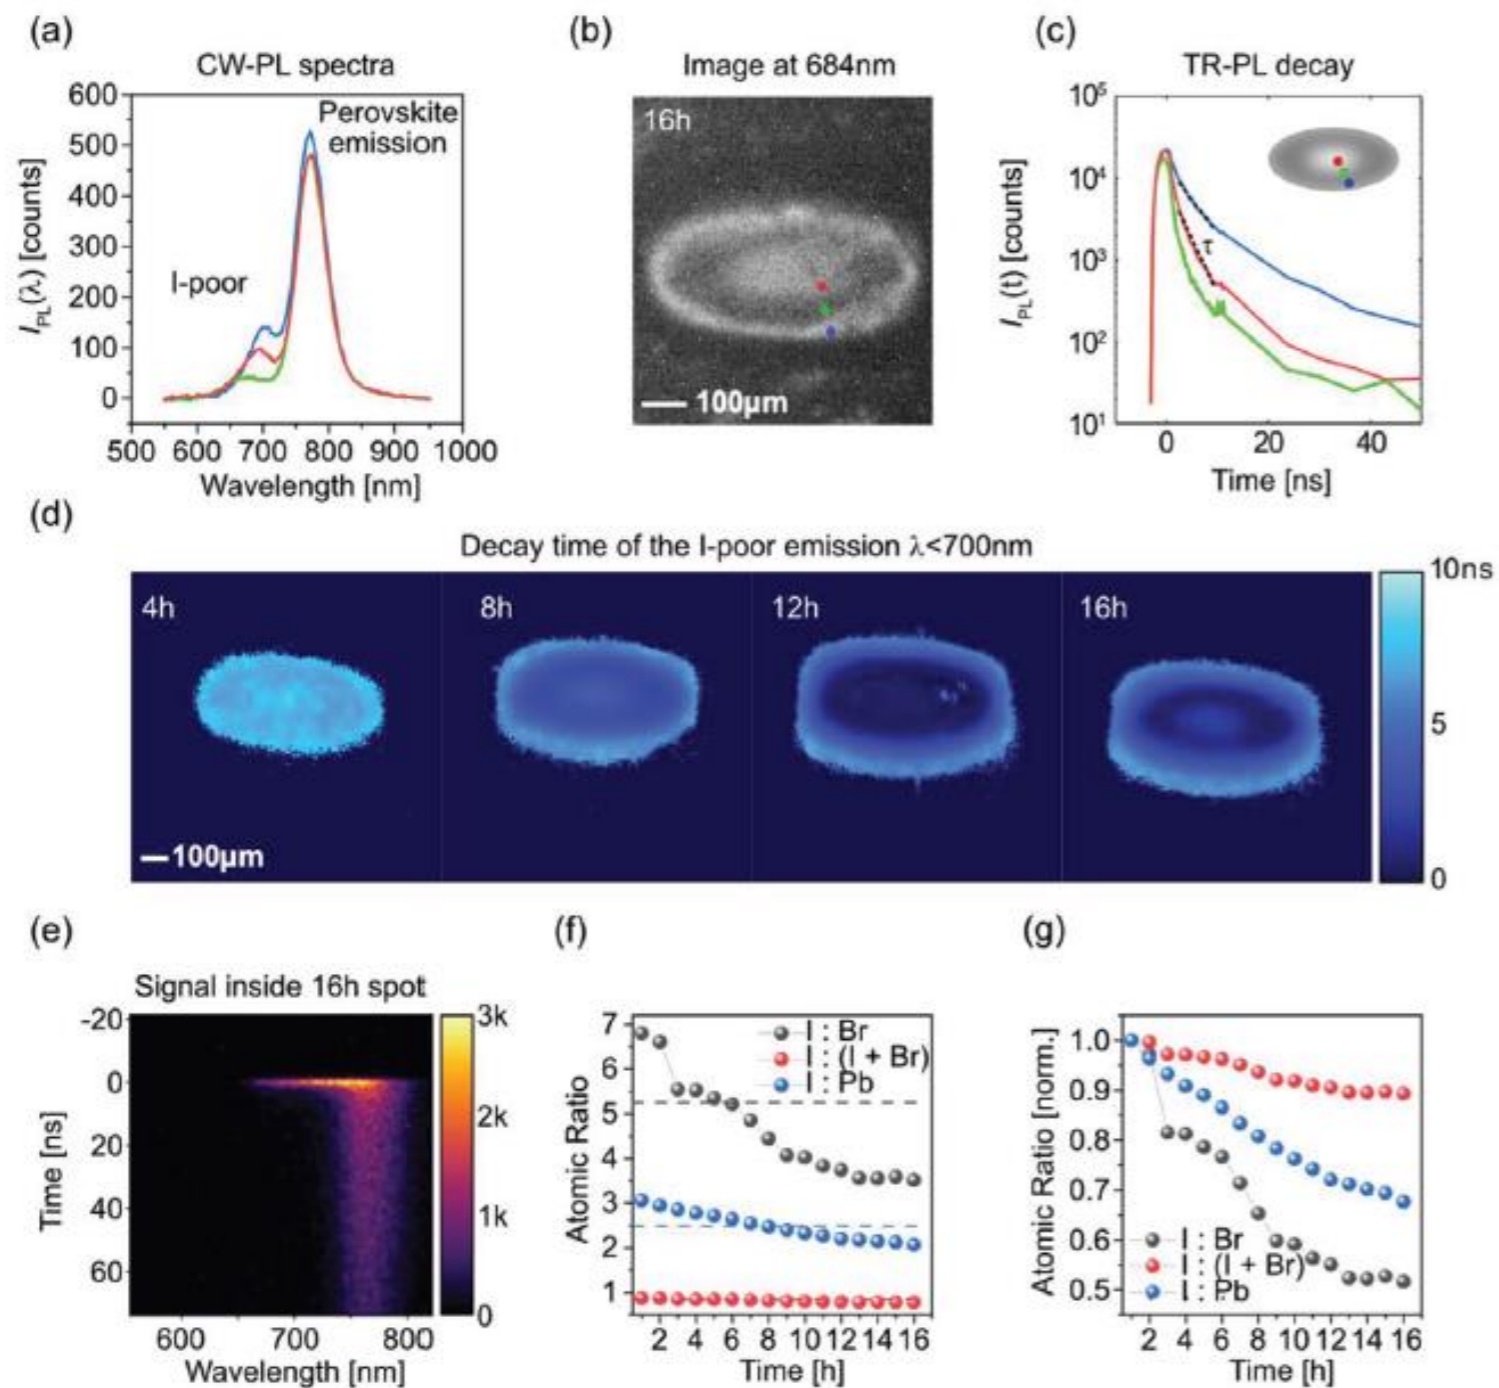 (a)
CW-PL spectra
600
500
400
300
200
100
0
I_PL(λ) [counts]
Perovskite
emission
I-poor
500 600 700 800 900 1000
Wavelength [nm]
(b)
Image at 684nm
16h
100µm
(c)
TR-PL decay
10^5
10^4
10^3
10^2
10^1
I_PL(t) [counts]
τ
0 20 40
Time [ns]
(d)
Decay time of the I-poor emission λ<700nm
4h
8h
12h
16h
100µm
10ns
5
0
(e)
Signal inside 16h spot
-20
0
20
40
60
Time [ns]
600 700 800
Wavelength [nm]
3k
2k
1k
0
(f)
7
6
5
4
3
2
1
Atomic Ratio
I : Br
I : (I + Br)
I : Pb
2 4 6 8 10 12 14 16
Time [h]
(g)
1.0
0.9
0.8
0.7
0.6
0.5
Atomic Ratio [norm.]
I : Br
I : (I + Br)
I : Pb
2 4 6 8 10 12 14 16
Time [h]